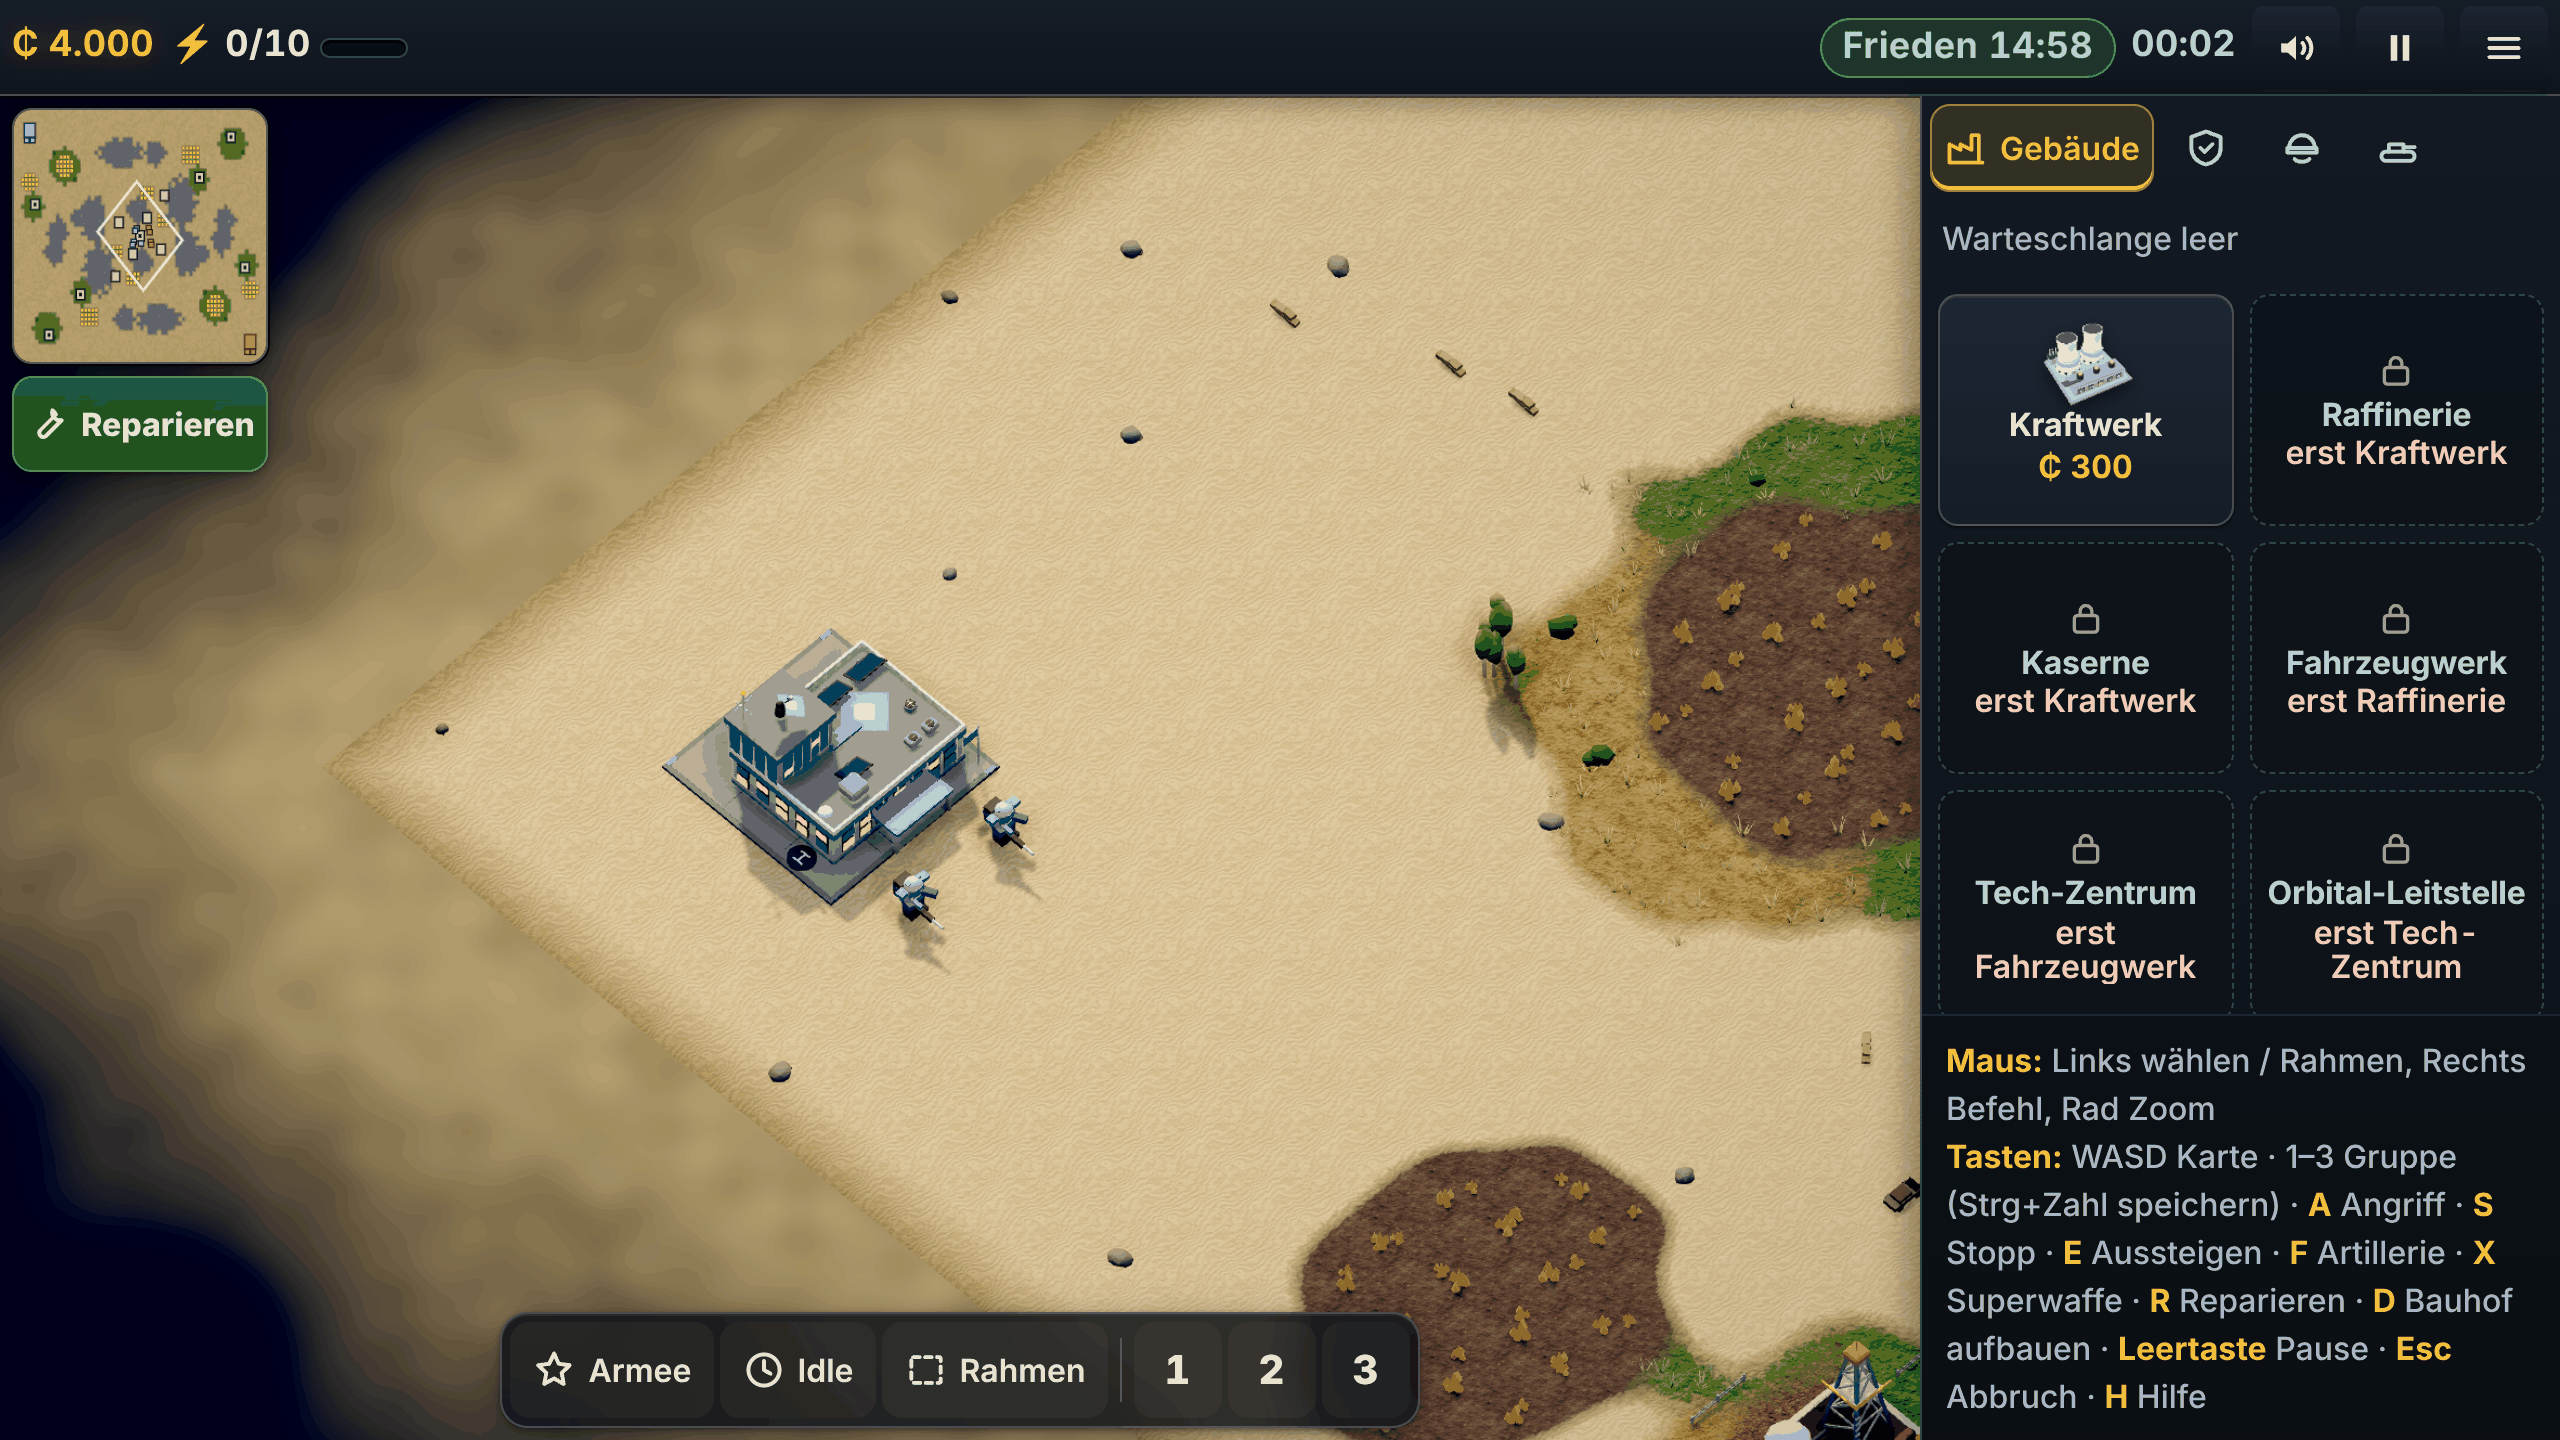 ₵ 4.000 ⚡ 0/10
Frieden 14:58 00:02
Reparieren
Gebäude
Warteschlange leer
Kraftwerk
₵ 300
Raffinerie
erst Kraftwerk
Kaserne
erst Kraftwerk
Fahrzeugwerk
erst Raffinerie
Tech-Zentrum
erst
Fahrzeugwerk
Orbital-Leitstelle
erst Tech-
Zentrum
Maus: Links wählen / Rahmen, Rechts
Befehl, Rad Zoom
Tasten: WASD Karte · 1–3 Gruppe
(Strg+Zahl speichern) · A Angriff · S
Stopp · E Aussteigen · F Artillerie · X
Superwaffe · R Reparieren · D Bauhof
aufbauen · Leertaste Pause · Esc
Abbruch · H Hilfe
Armee Idle Rahmen 1 2 3